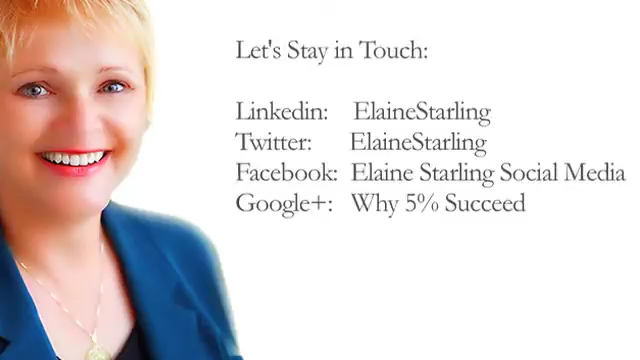 Let's Stay in Touch:
Linkedin: ElaineStarling
Twitter: ElaineStarling
Facebook: Elaine Starling Social Media
Google+: Why 5% Succeed